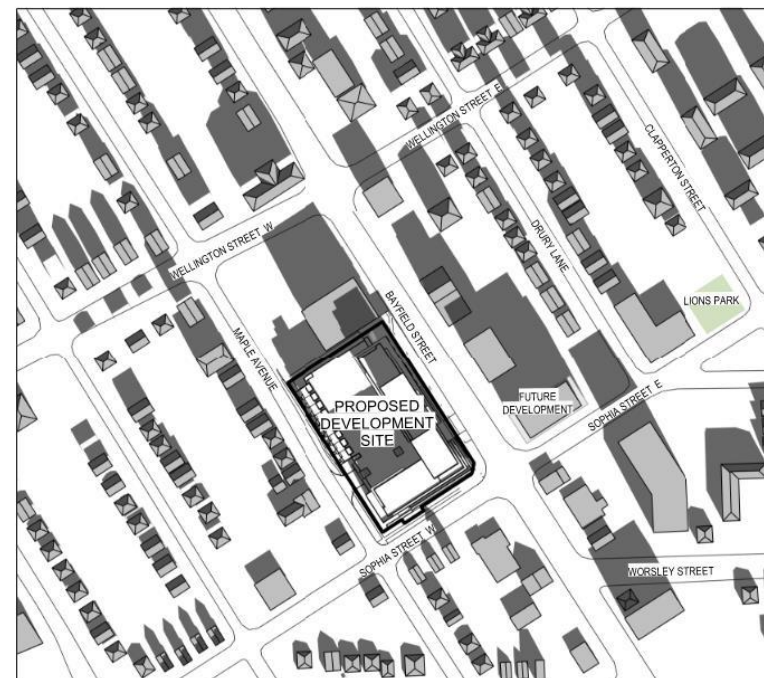 WELLINGTON STREET E
CLAPPERTON STREET
WELLINGTON STREET W
DRURY LANE
BAYFIELD STREET
LIONS PARK
MAPLE AVENUE
PROPOSED
DEVELOPMENT
SITE
FUTURE
DEVELOPMENT
SOPHIA STREET E
SOPHIA STREET W
WORSLEY STREET